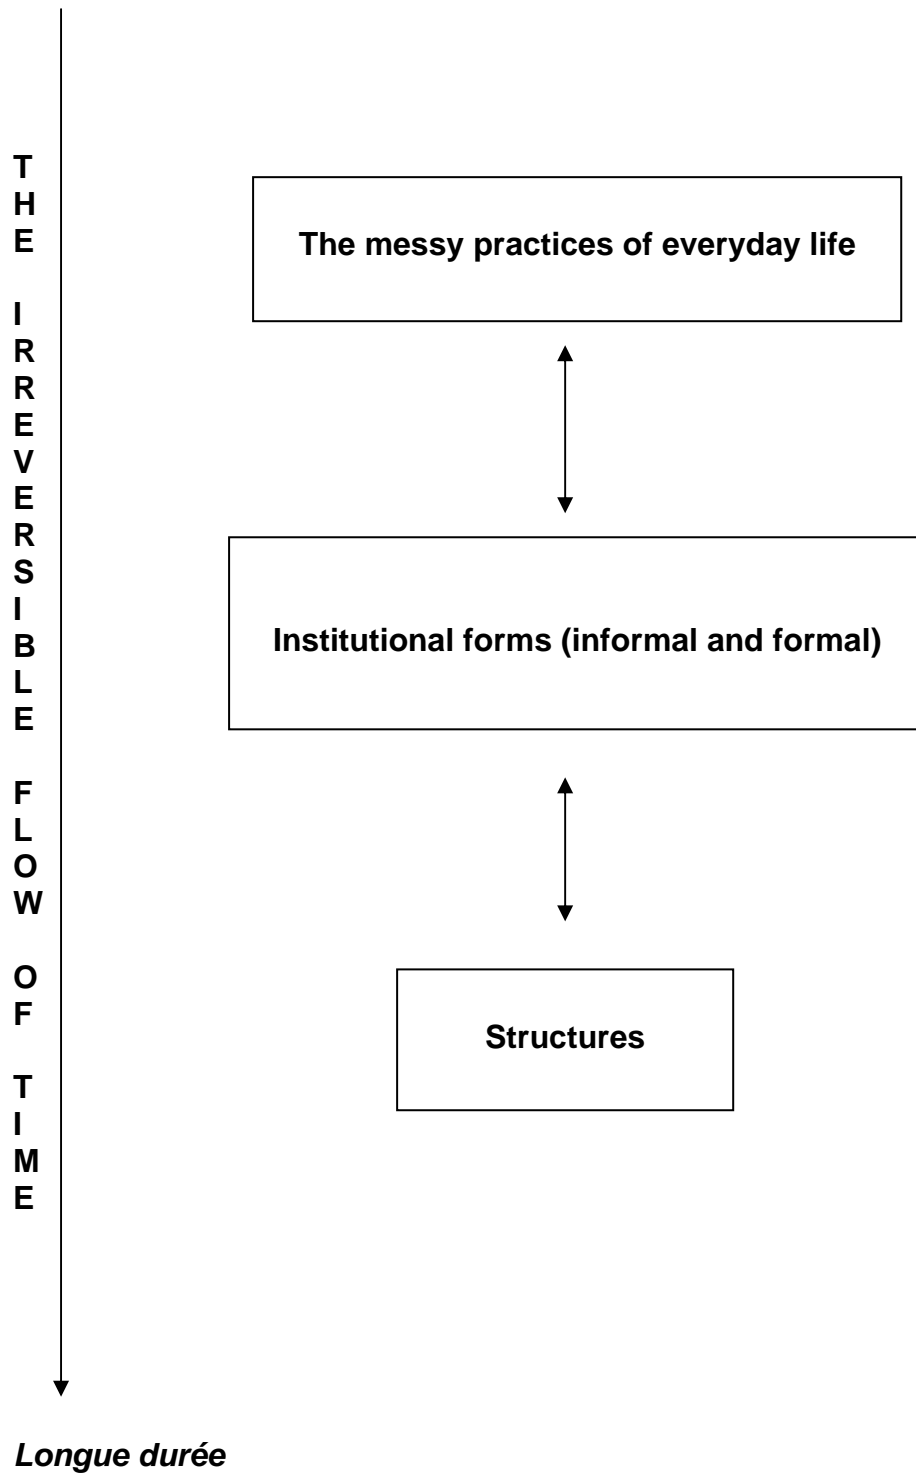 THE IRREVERSIBLE FLOW OF TIME
The messy practices of everyday life
Institutional forms (informal and formal)
Structures
Longue durée